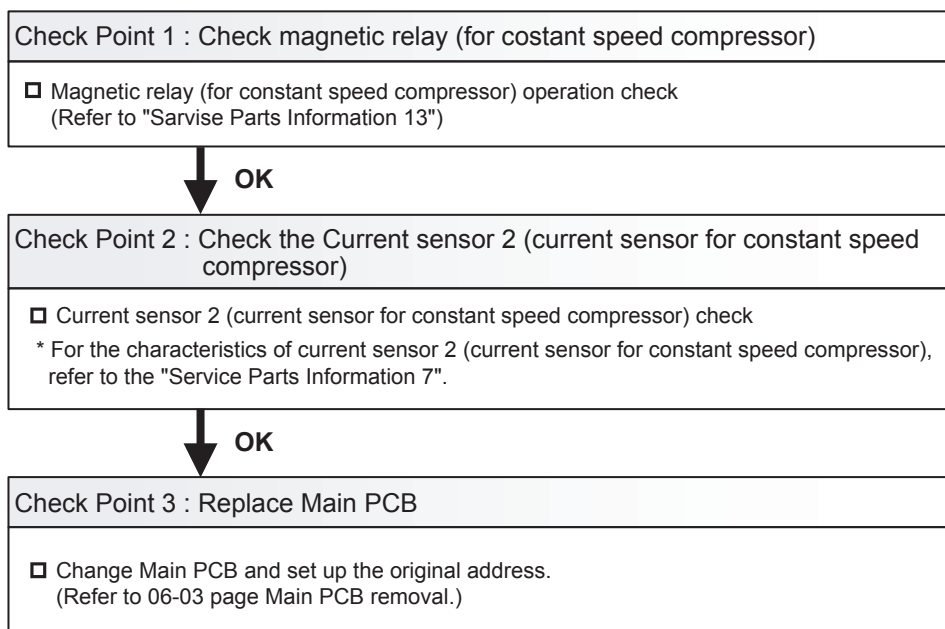 Check Point 1 : Check magnetic relay (for costant speed compressor)
Magnetic relay (for constant speed compressor) operation check
(Refer to "Sarvise Parts Information 13")
OK
Check Point 2 : Check the Current sensor 2 (current sensor for constant speed
compressor)
Current sensor 2 (current sensor for constant speed compressor) check
* For the characteristics of current sensor 2 (current sensor for constant speed compressor),
refer to the "Service Parts Information 7".
OK
Check Point 3 : Replace Main PCB
Change Main PCB and set up the original address.
(Refer to 06-03 page Main PCB removal.)